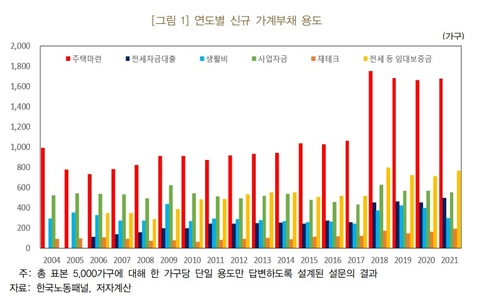 [그림 1] 연도별 신규 가계부채 용도
(가구)
2,000
주택마련 전세자금대출 생활비 사업자금 재테크 전세 등 임대보증금
1,800
1,600
1,400
1,200
1,000
800
600
400
200
0
2004 2005 2006 2007 2008 2009 2010 2011 2012 2013 2014 2015 2016 2017 2018 2019 2020 2021
주: 총 표본 5,000가구에 대해 한 가구당 단일 용도만 답변하도록 설계된 설문의 결과
자료: 한국노동패널, 저자계산